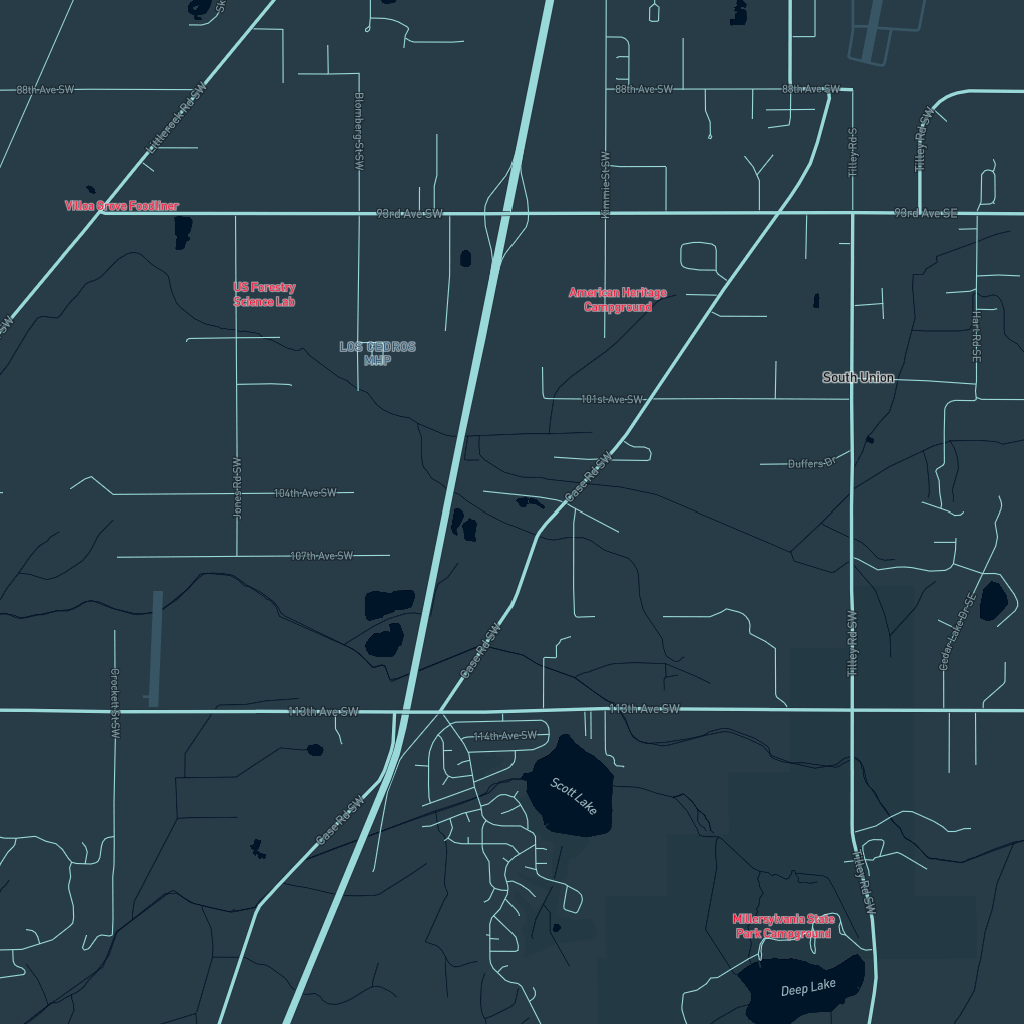 88th Ave SW
88th Ave SW
88th Ave SW
Littlerock Rd SW
Blomberg St SW
Kimmie St SW
Tilley Rd S
Tilley Rd SW
Villea Grove Foodliner
93rd Ave SW
93rd Ave SE
US Forestry
Science Lab
American Heritage
Campground
SW
LOS CEDROS
MHP
Hart Rd SE
South Union
101st Ave SW
Duffers Dr
Case Rd SW
Jones Rd SW
104th Ave SW
107th Ave SW
Cedar Lake Dr SE
Tilley Rd SW
Case Rd SW
Crockett St SW
113th Ave SW
113th Ave SW
114th Ave SW
Scott Lake
Case Rd SW
Tilley Rd SW
Millersylvania State
Park Campground
Deep Lake